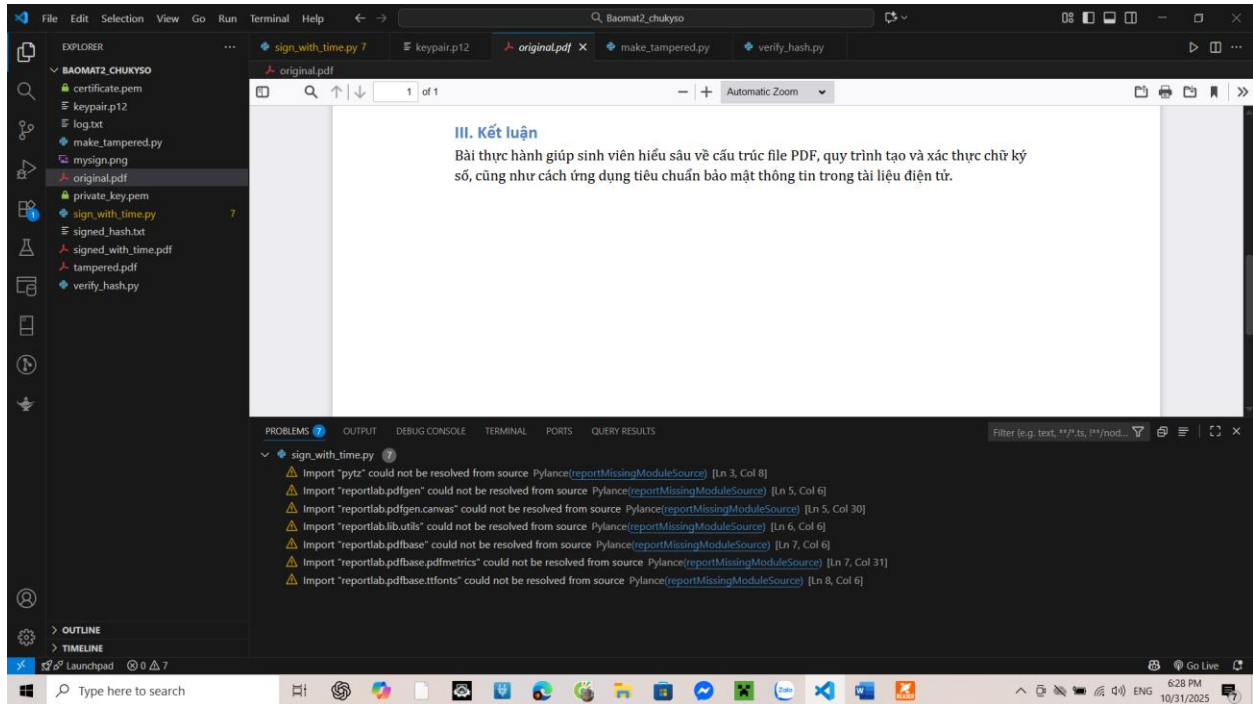 File Edit Selection View Go Run Terminal Help
Baomat2_chukyso
EXPLORER
sign_with_time.py 7
keypair.p12
original.pdf
make_tampered.py
verify_hash.py
BAOMAT2_CHUKYSO
certificate.pem
keypair.p12
log.txt
make_tampered.py
mysign.png
original.pdf
private_key.pem
sign_with_time.py 7
signed_hash.txt
signed_with_time.pdf
tampered.pdf
verify_hash.py
original.pdf
1 of 1
Automatic Zoom
III. Kết luận
Bài thực hành giúp sinh viên hiểu sâu về cấu trúc file PDF, quy trình tạo và xác thực chữ ký
số, cũng như cách ứng dụng tiêu chuẩn bảo mật thông tin trong tài liệu điện tử.
PROBLEMS 7 OUTPUT DEBUG CONSOLE TERMINAL PORTS QUERY RESULTS
Filter (e.g. text, **/*.ts, !**/nod...
sign_with_time.py 7
Import "pytz" could not be resolved from source Pylance(reportMissingModuleSource) [Ln 3, Col 8]
Import "reportlab.pdfgen" could not be resolved from source Pylance(reportMissingModuleSource) [Ln 5, Col 6]
Import "reportlab.pdfgen.canvas" could not be resolved from source Pylance(reportMissingModuleSource) [Ln 5, Col 30]
Import "reportlab.lib.utils" could not be resolved from source Pylance(reportMissingModuleSource) [Ln 6, Col 6]
Import "reportlab.pdfbase" could not be resolved from source Pylance(reportMissingModuleSource) [Ln 7, Col 6]
Import "reportlab.pdfbase.pdfmetrics" could not be resolved from source Pylance(reportMissingModuleSource) [Ln 7, Col 31]
Import "reportlab.pdfbase.ttfonts" could not be resolved from source Pylance(reportMissingModuleSource) [Ln 8, Col 6]
OUTLINE
TIMELINE
Launchpad 0 7
Go Live
Type here to search
Zalo
ENG
6:28 PM
10/31/2025
7